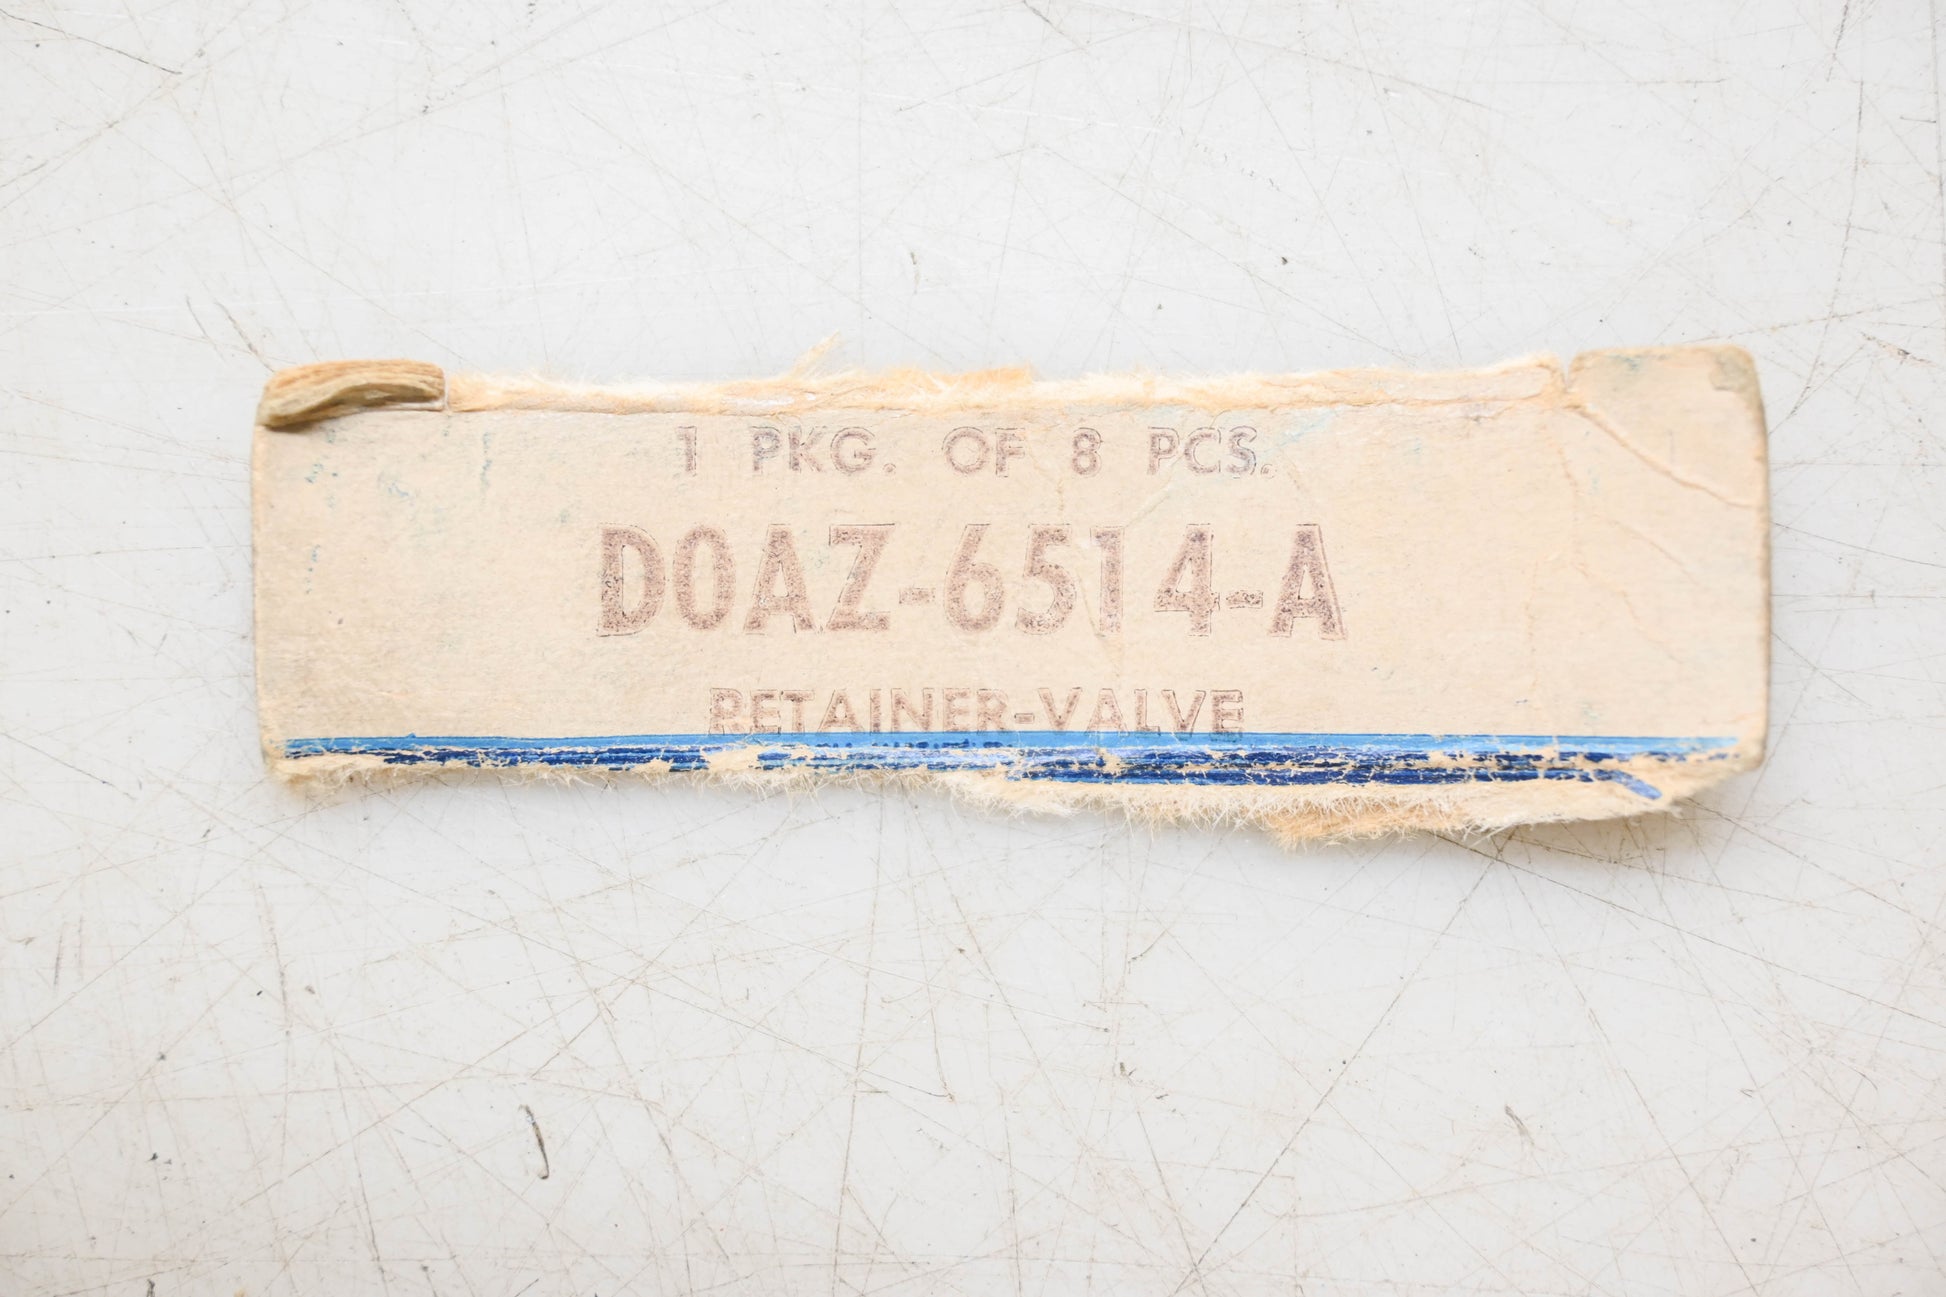 1 PKG. OF 8 PCS.
D0AZ-6514-A
RETAINER-VALVE